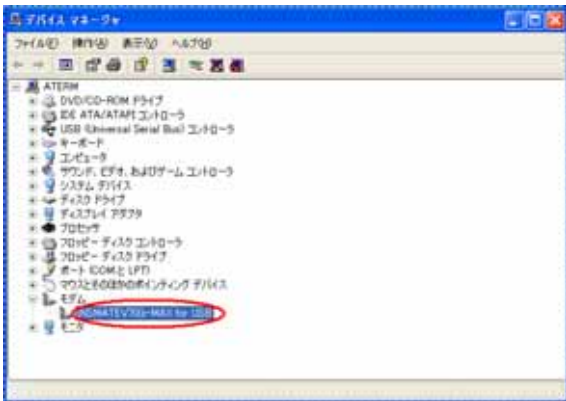 デバイス マネージャ
ファイル(F) 操作(A) 表示(V) ヘルプ(H)
ATERM
DVD/CD-ROM ドライブ
IDE ATA/ATAPI コントローラ
USB (Universal Serial Bus) コントローラ
キーボード
コンピュータ
サウンド、ビデオ、およびゲーム コントローラ
システム デバイス
ディスク ドライブ
ディスプレイ アダプタ
プロセッサ
フロッピー ディスク コントローラ
フロッピー ディスク ドライブ
ポート (COM と LPT)
マウスとそのほかのポインティング デバイス
モデム
for USB
モニタ